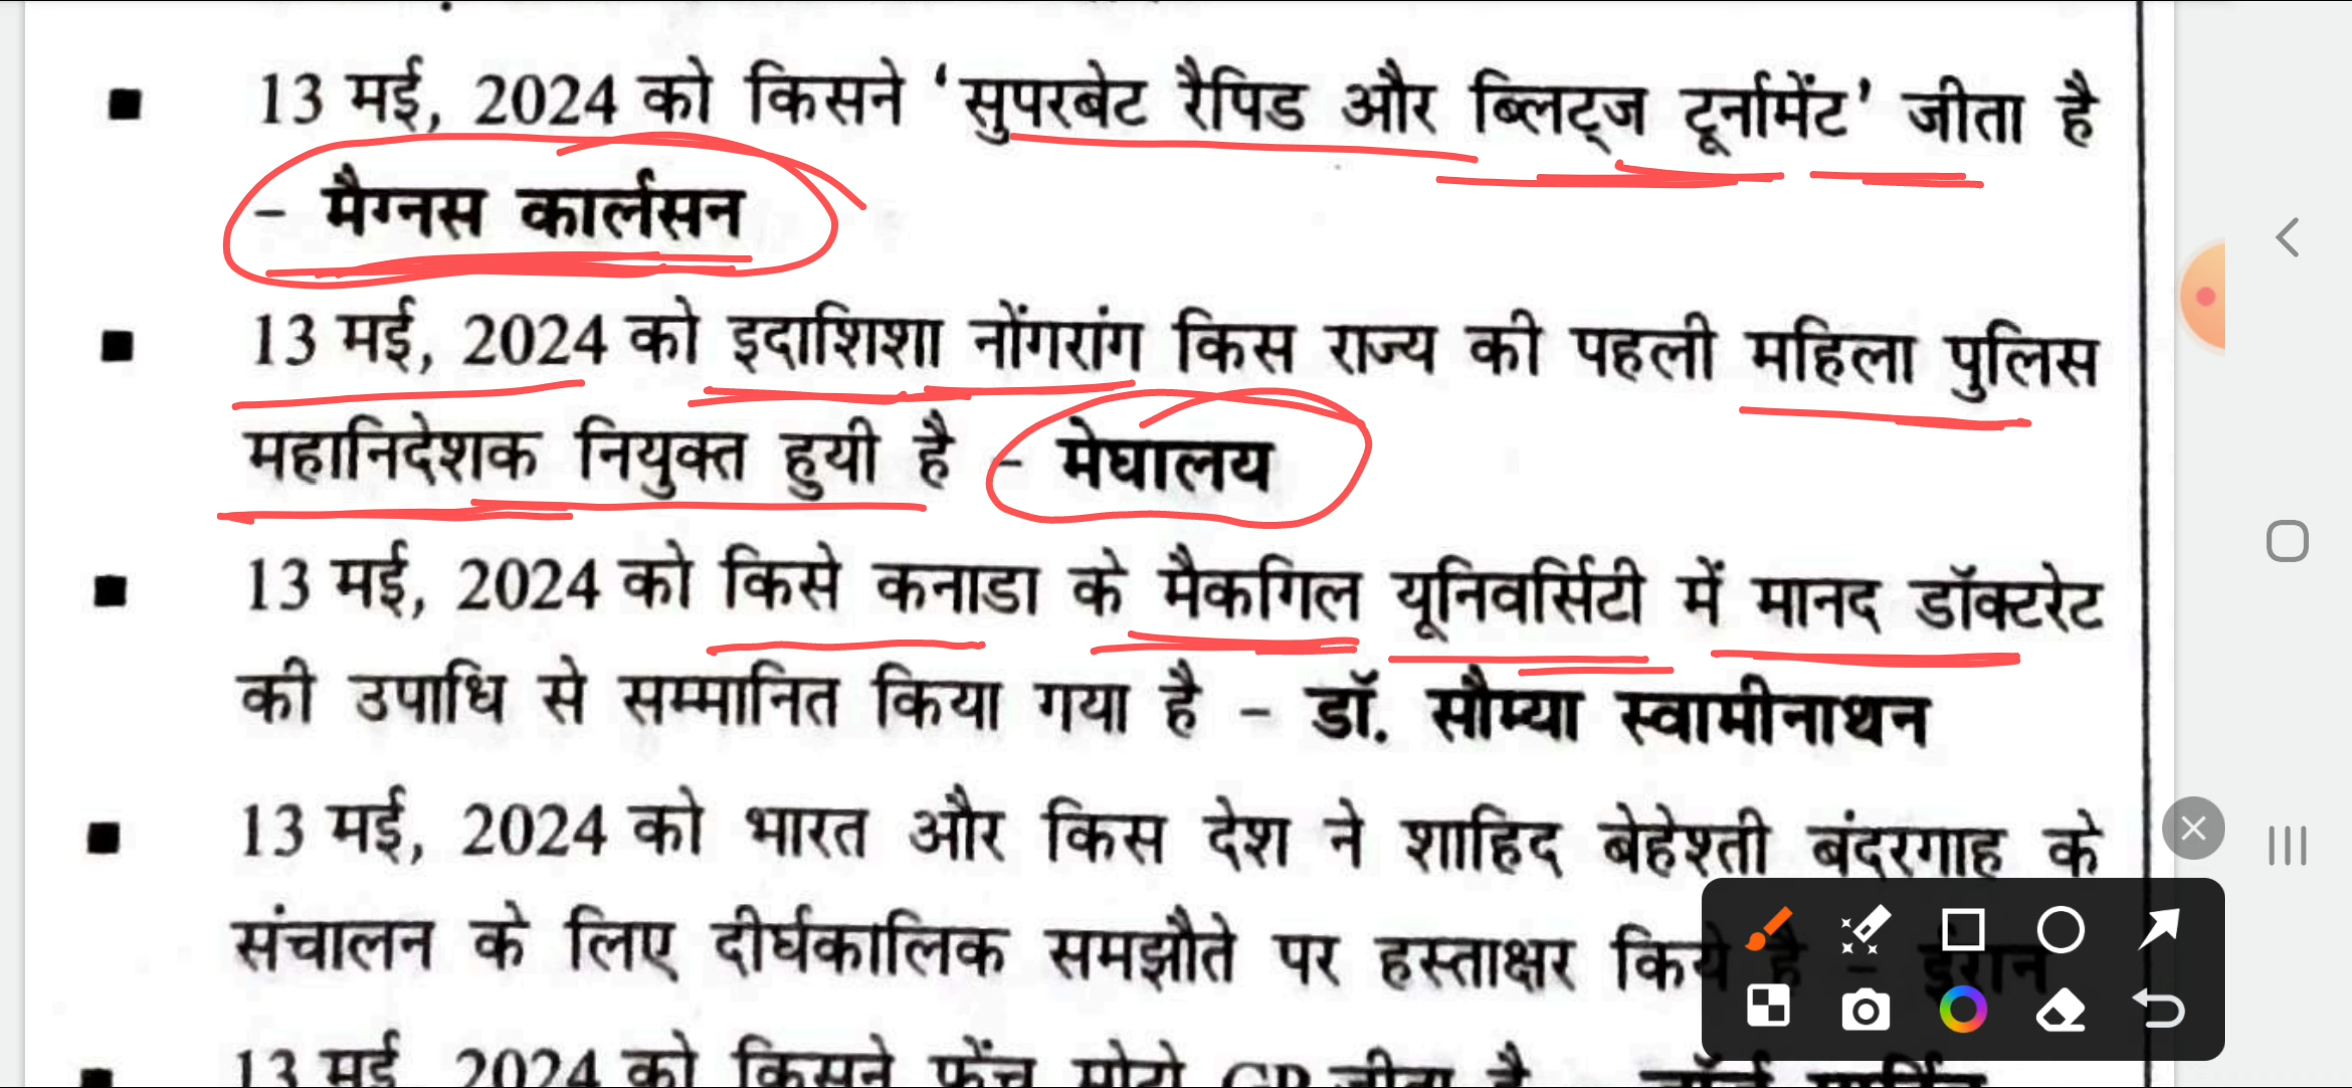 ■ 13 मई, 2024 को किसने ‘सुपरबेट रैपिड और ब्लिट्ज टूर्नामेंट’ जीता है
– मैग्नस कार्लसन
■ 13 मई, 2024 को इदाशिशा नोंगरांग किस राज्य की पहली महिला पुलिस
महानिदेशक नियुक्त हुयी है – मेघालय
■ 13 मई, 2024 को किसे कनाडा के मैकगिल यूनिवर्सिटी में मानद डॉक्टरेट
की उपाधि से सम्मानित किया गया है – डॉ. सौम्या स्वामीनाथन
■ 13 मई, 2024 को भारत और किस देश ने शाहिद बेहेश्ती बंदरगाह के
संचालन के लिए दीर्घकालिक समझौते पर हस्ताक्षर किये है – ईरान
■ 13 मई, 2024 को किसने फ्रेंच मोटो GP जीता है –